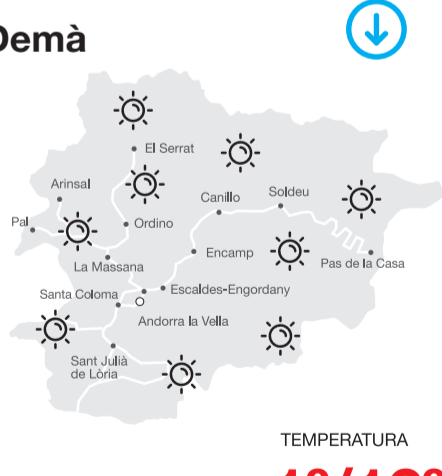 Demà
El Serrat
Arinsal
Canillo
Soldeu
Pal
Ordino
Encamp
La Massana
Pas de la Casa
Santa Coloma
Escaldes-Engordany
Andorra la Vella
Sant Julià
de Lòria
TEMPERATURA